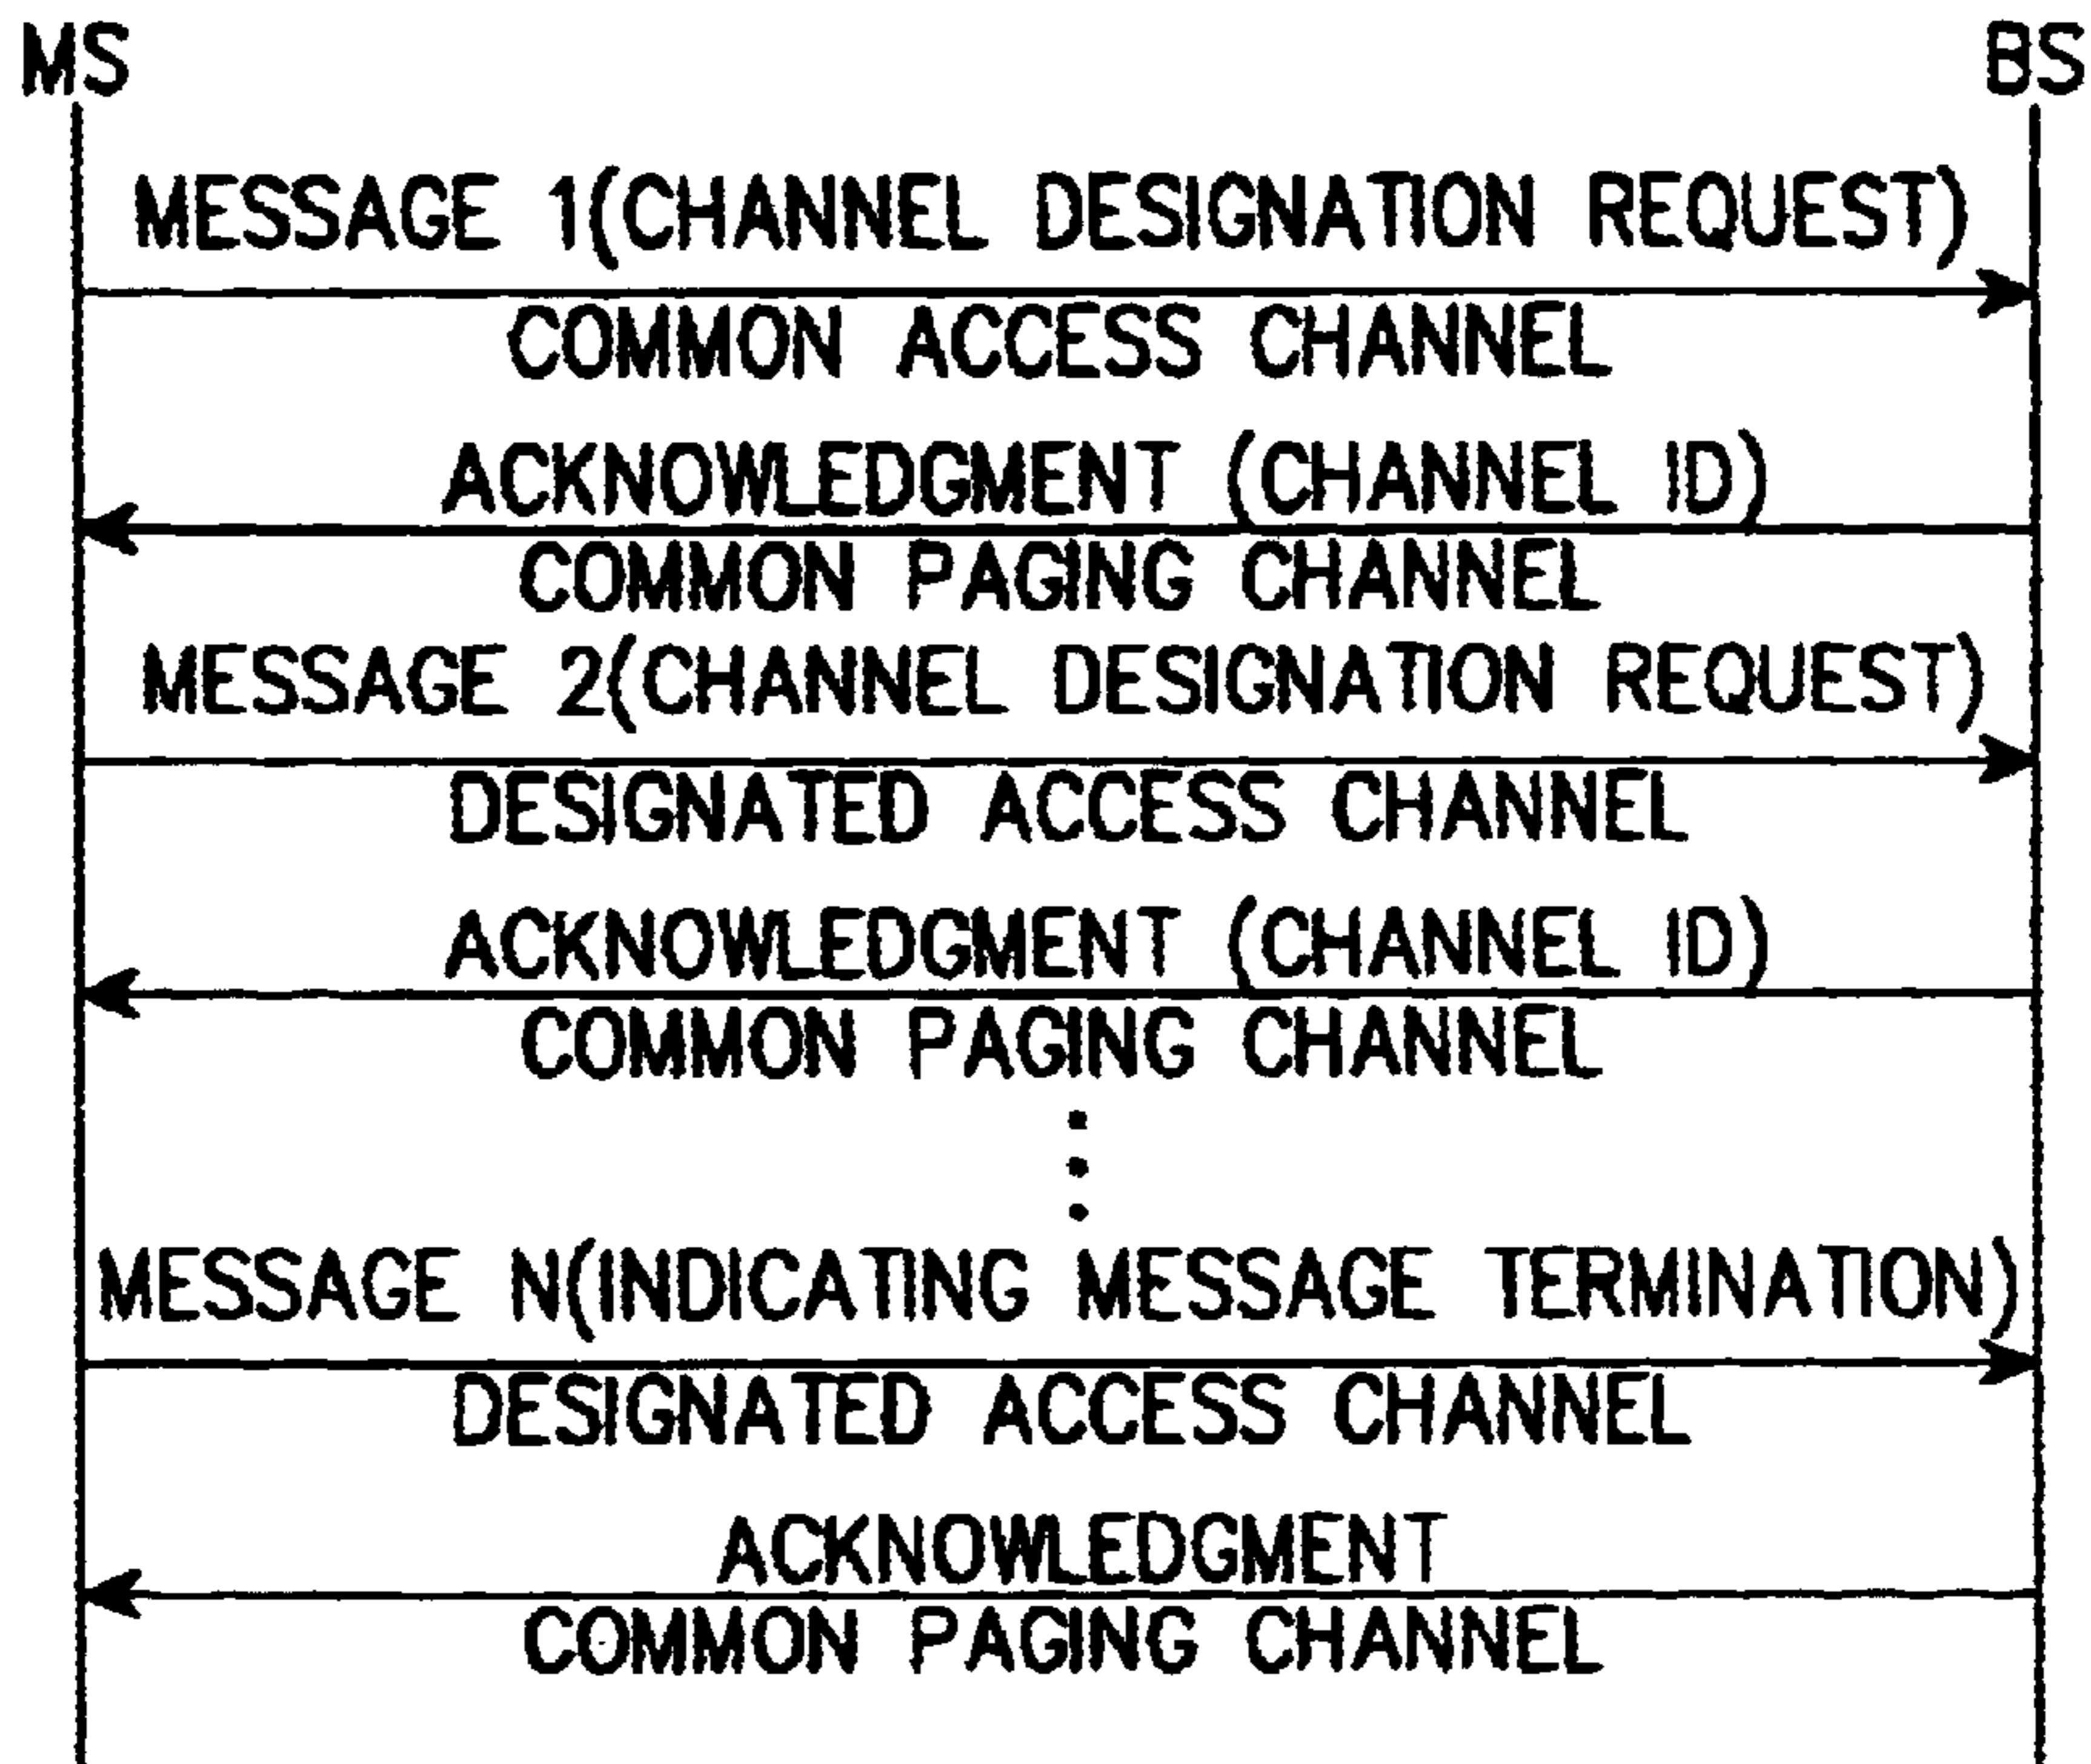 MS BS
MESSAGE 1(CHANNEL DESIGNATION REQUEST)
COMMON ACCESS CHANNEL
ACKNOWLEDGMENT (CHANNEL ID)
COMMON PAGING CHANNEL
MESSAGE 2(CHANNEL DESIGNATION REQUEST)
DESIGNATED ACCESS CHANNEL
ACKNOWLEDGMENT (CHANNEL ID)
COMMON PAGING CHANNEL
MESSAGE N(INDICATING MESSAGE TERMINATION)
DESIGNATED ACCESS CHANNEL
ACKNOWLEDGMENT
COMMON PAGING CHANNEL